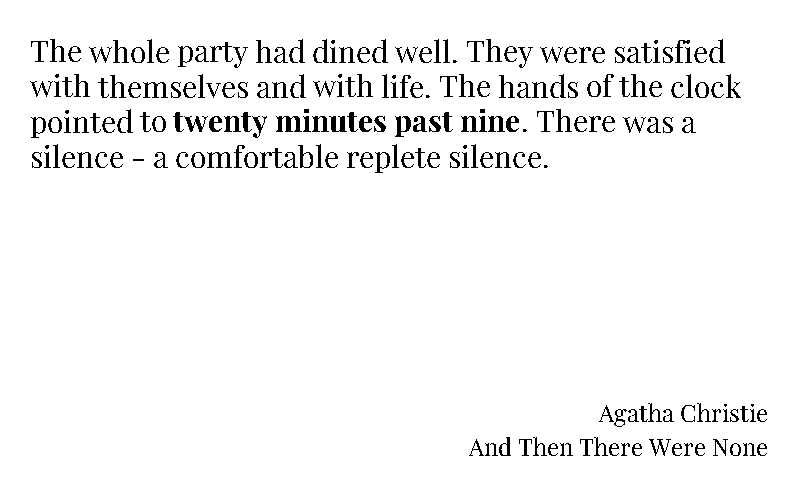 The whole party had dined well. They were satisfied
with themselves and with life. The hands of the clock
pointed to twenty minutes past nine. There was a
silence - a comfortable replete silence.
Agatha Christie
And Then There Were None